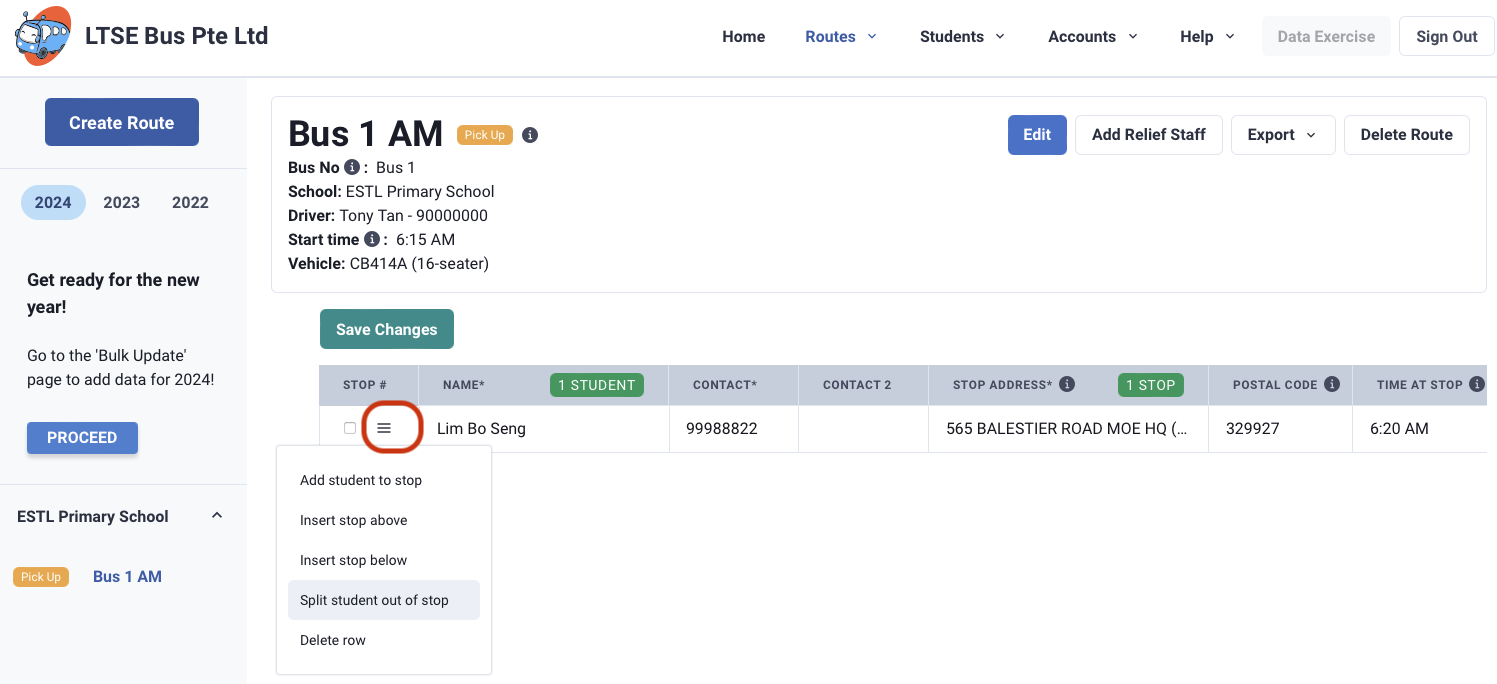 LTSE Bus Pte Ltd
Home Routes Students Accounts Help Data Exercise Sign Out
Create Route
2024 2023 2022
Get ready for the new
year!
Go to the 'Bulk Update'
page to add data for 2024!
PROCEED
ESTL Primary School
Pick Up Bus 1 AM
Bus 1 AM Pick Up i
Edit Add Relief Staff Export Delete Route
Bus No i : Bus 1
School: ESTL Primary School
Driver: Tony Tan - 90000000
Start time i : 6:15 AM
Vehicle: CB414A (16-seater)
Save Changes
STOP # NAME* 1 STUDENT CONTACT* CONTACT 2 STOP ADDRESS* i 1 STOP POSTAL CODE i TIME AT STOP i
Lim Bo Seng 99988822 565 BALESTIER ROAD MOE HQ (... 329927 6:20 AM
Add student to stop
Insert stop above
Insert stop below
Split student out of stop
Delete row